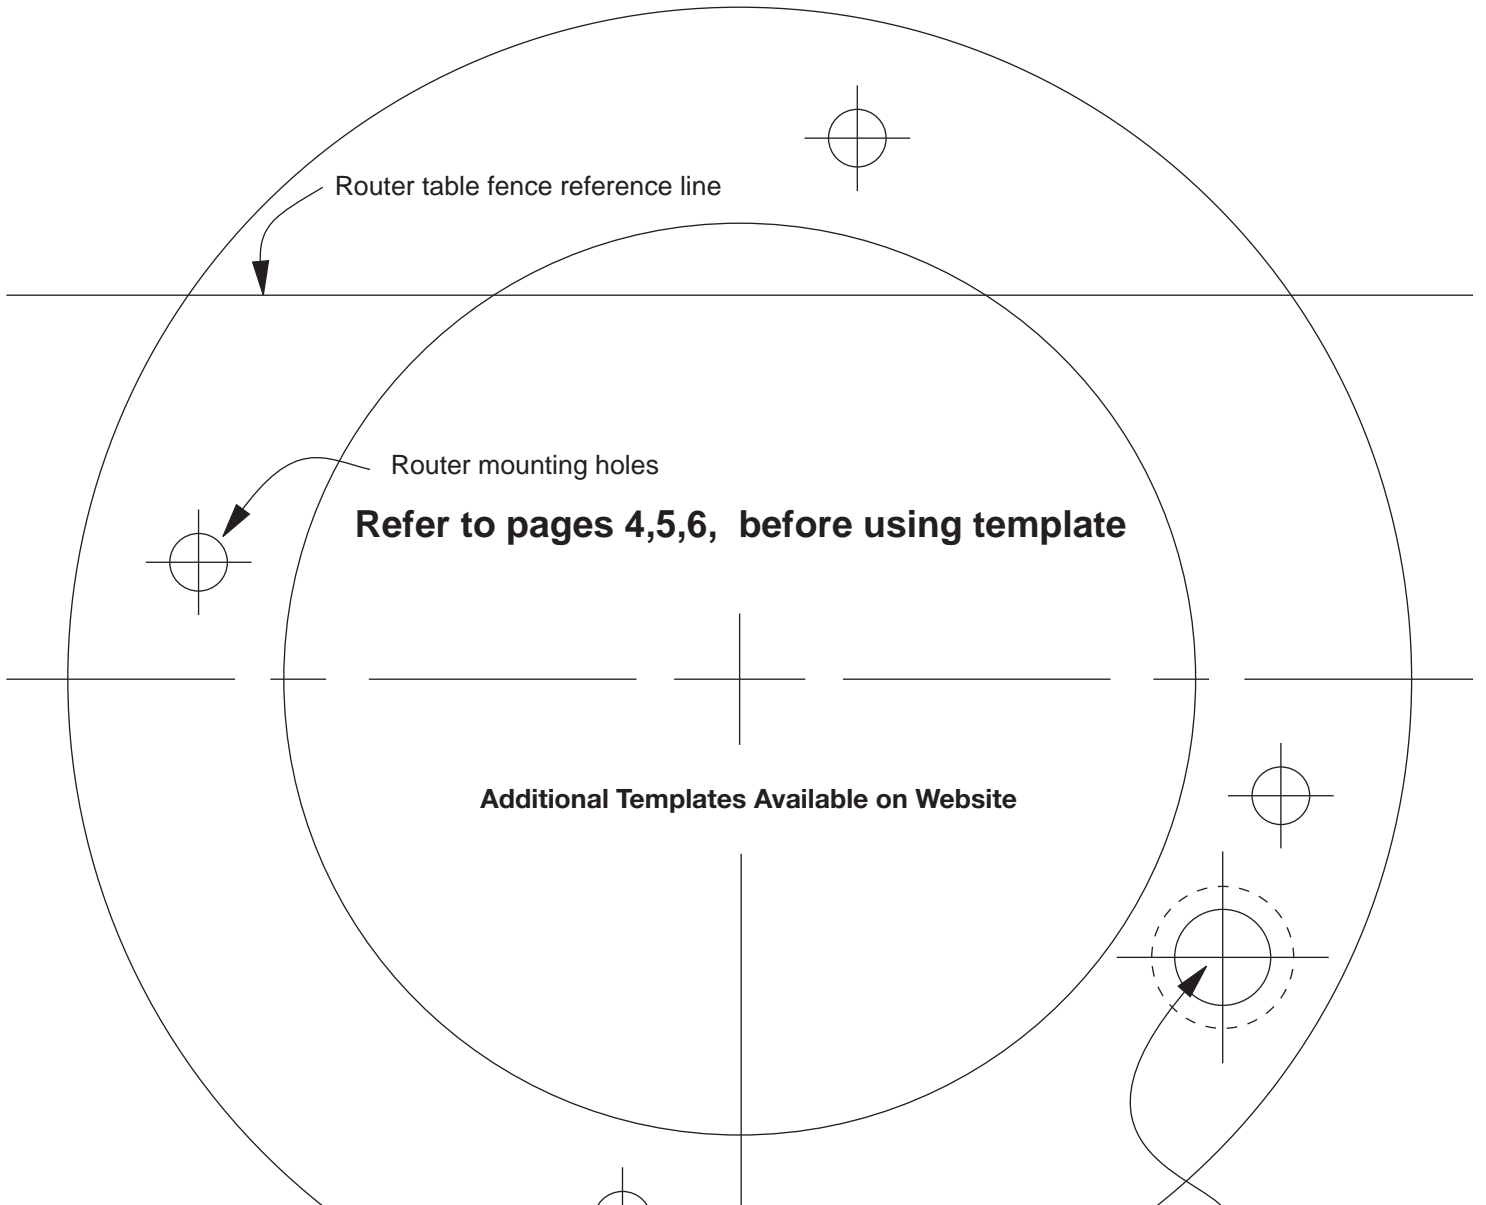 Router table fence reference line
Router mounting holes
Refer to pages 4,5,6,  before using template
Additional Templates Available on Website